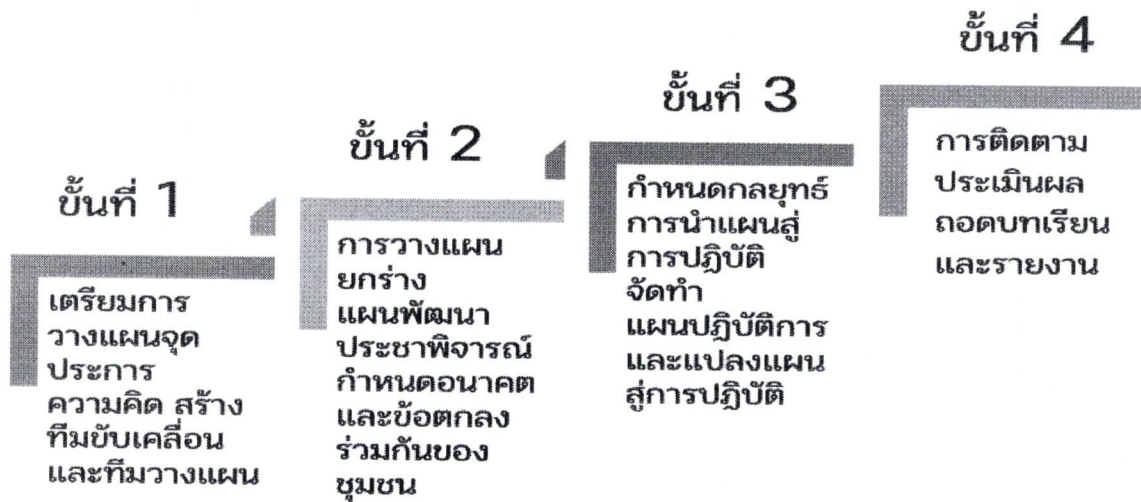 ขั้นที่ 1
เตรียมการ
วางแผนจุด
ประการ
ความคิด สร้าง
ทีมขับเคลื่อน
และทีมวางแผน
ขั้นที่ 2
การวางแผน
ยกร่าง
แผนพัฒนา
ประชาพิจารณ์
กำหนดอนาคต
และข้อตกลง
ร่วมกันของ
ชุมชน
ขั้นที่ 3
กำหนดกลยุทธ์
การนำแผนสู่
การปฏิบัติ
จัดทำ
แผนปฏิบัติการ
และแปลงแผน
สู่การปฏิบัติ
ขั้นที่ 4
การติดตาม
ประเมินผล
ถอดบทเรียน
และรายงาน